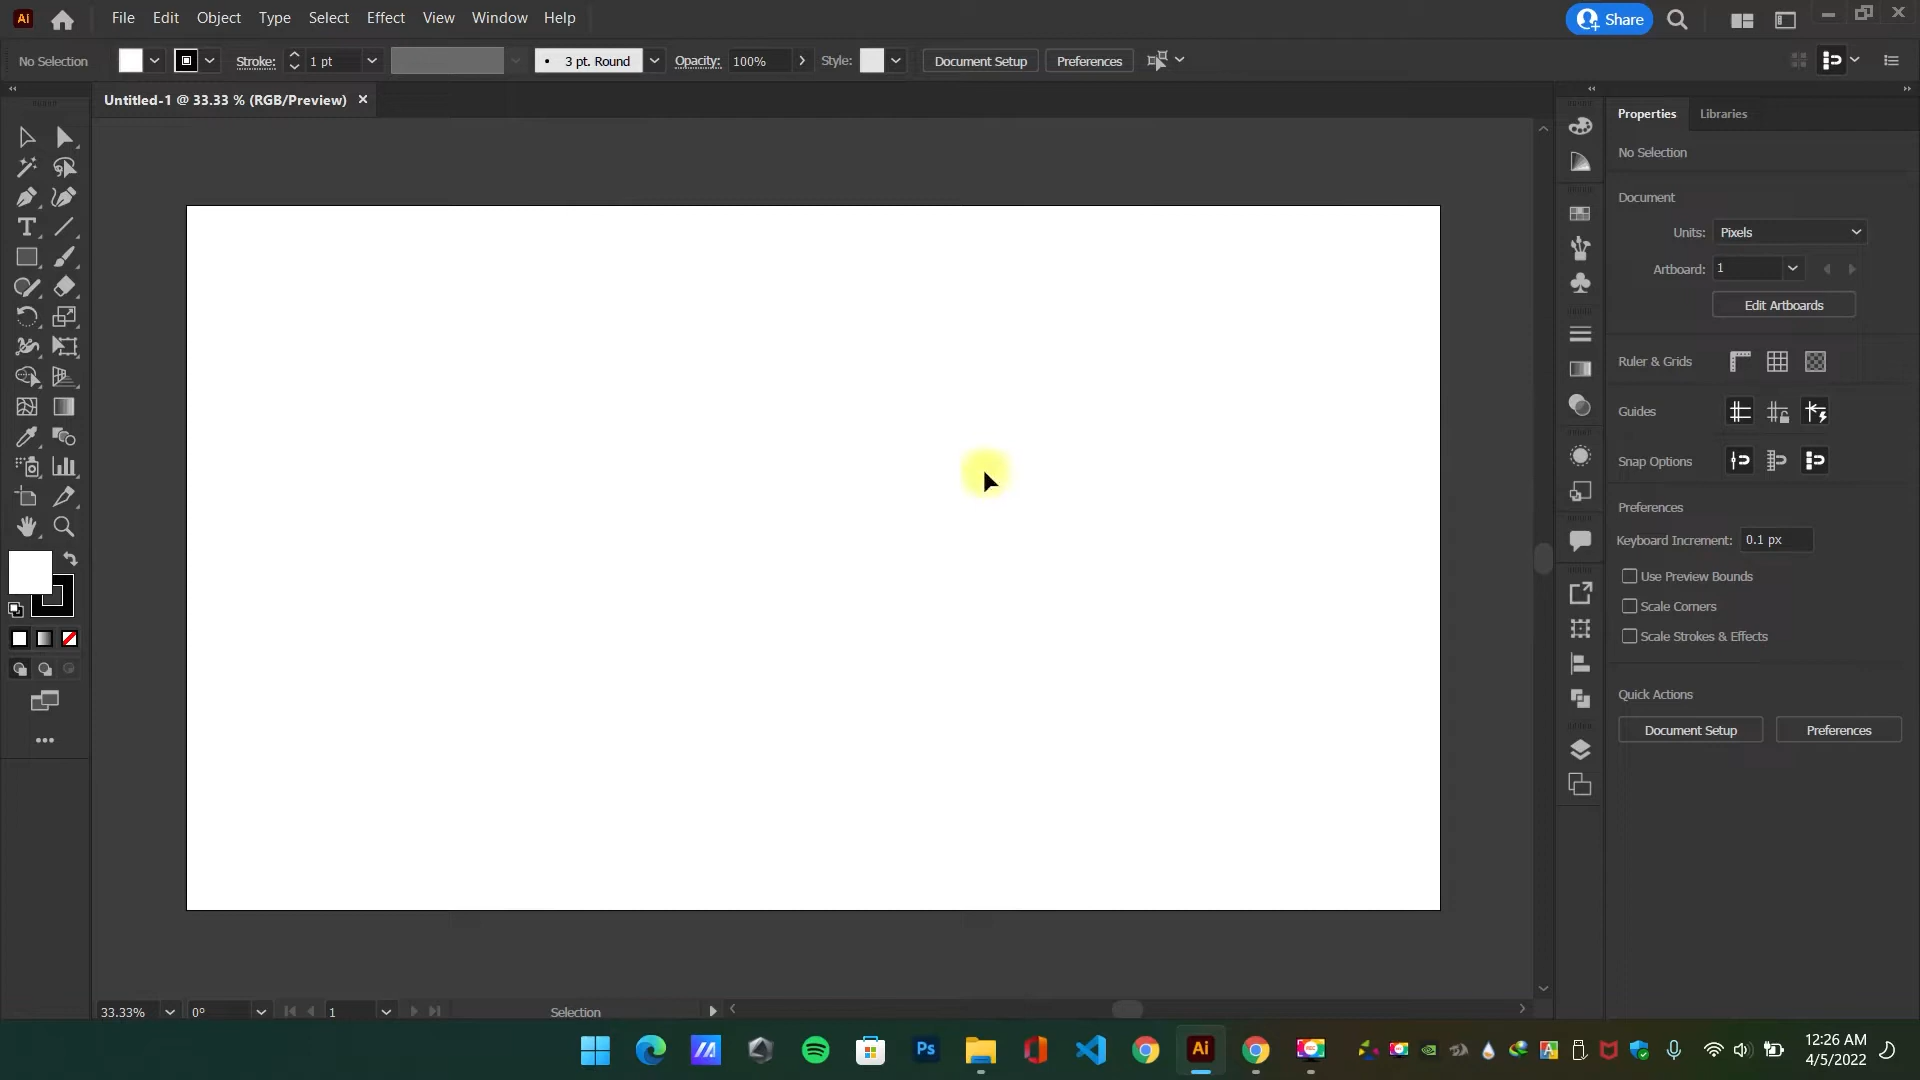 Ai File Edit Object Type Select Effect View Window Help Share
No Selection Stroke: 1 pt 3 pt. Round Opacity: 100% Style: Document Setup Preferences
Untitled-1 @ 33.33 % (RGB/Preview)
Properties Libraries
No Selection
Document
Units: Pixels
Artboard: 1
Edit Artboards
Ruler & Grids
Guides
Snap Options
Preferences
Keyboard Increment: 0.1 px
Use Preview Bounds
Scale Corners
Scale Strokes & Effects
Quick Actions
Document Setup Preferences
33.33% 0° 1 Selection
Ps Ai 12:26 AM
4/5/2022